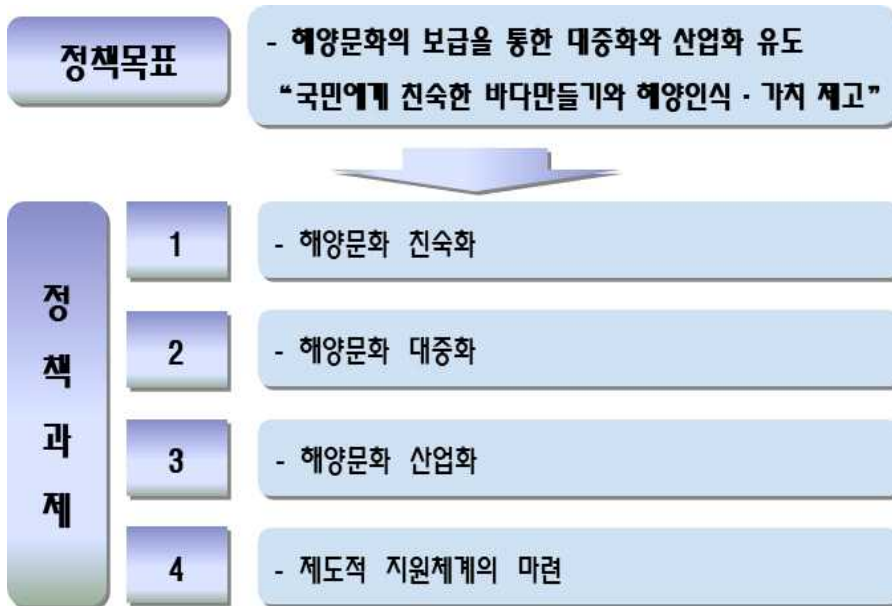 정책목표
- 해양문화의 보급을 통한 대중화와 산업화 유도
“국민에게 친숙한 바다만들기와 해양인식 · 가치 제고”
정책과제
1
- 해양문화 친숙화
2
- 해양문화 대중화
3
- 해양문화 산업화
4
- 제도적 지원체계의 마련